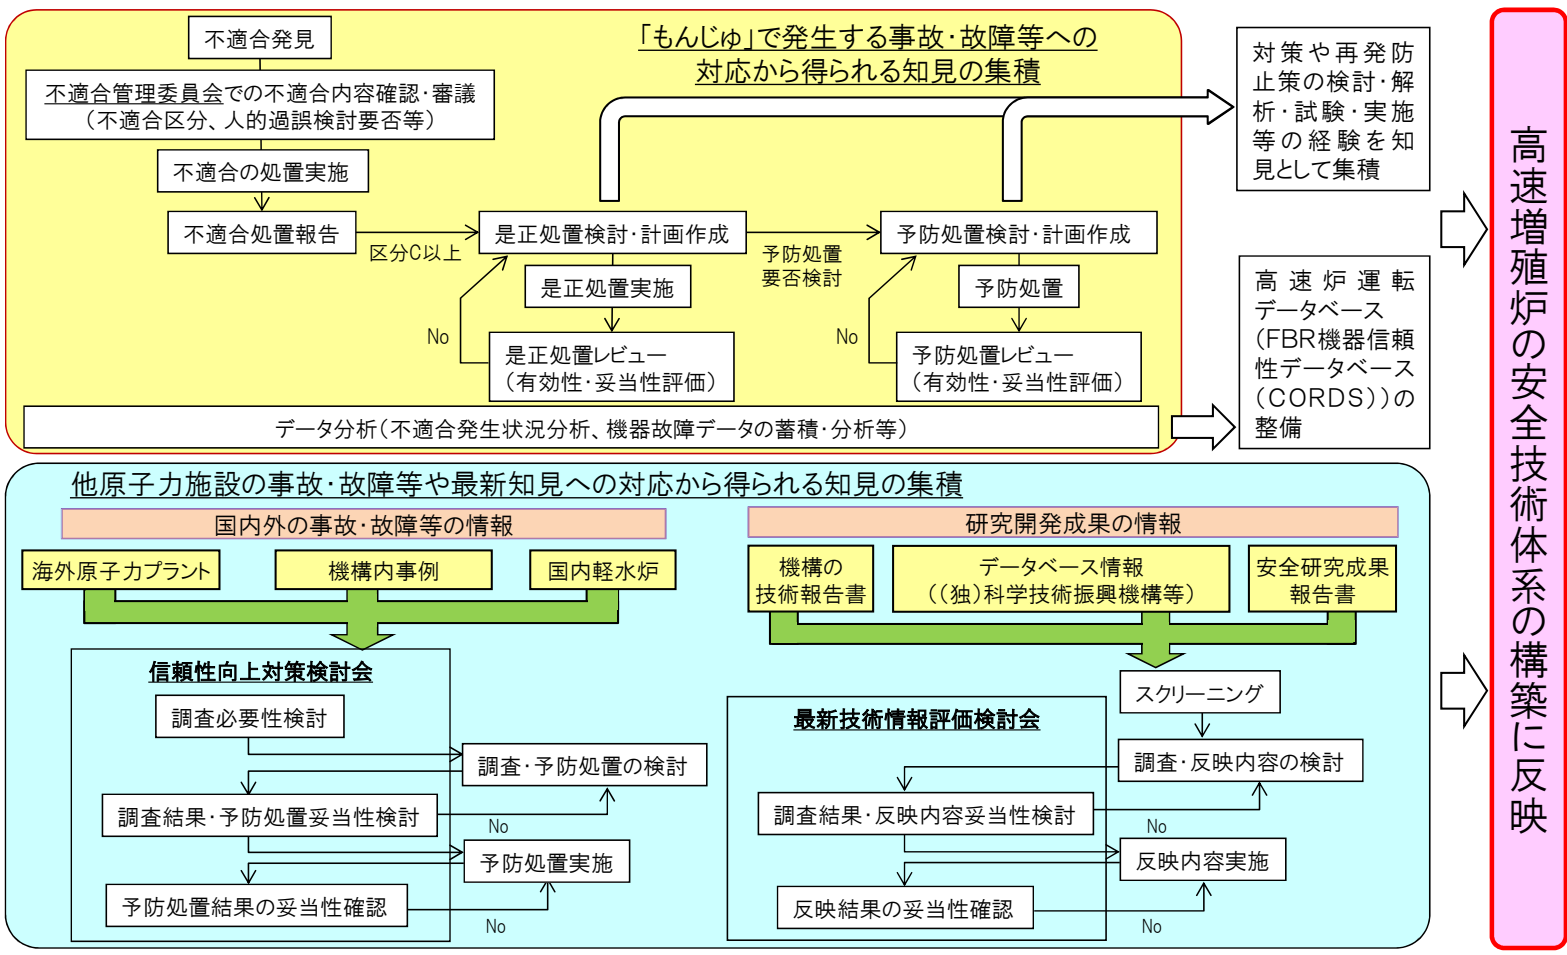 不適合発見
「もんじゅ」で発生する事故・故障等への
対応から得られる知見の集積
不適合管理委員会での不適合内容確認・審議
（不適合区分、人的過誤検討要否等）
不適合の処置実施
不適合処置報告
区分C以上
是正処置検討・計画作成
予防処置
要否検討
予防処置検討・計画作成
是正処置実施
予防処置
No
是正処置レビュー
（有効性・妥当性評価）
No
予防処置レビュー
（有効性・妥当性評価）
データ分析（不適合発生状況分析、機器故障データの蓄積・分析等）
対策や再発防
止策の検討・解
析・試験・実施
等の経験を知
見として集積
高速炉運転
データベース
（FBR機器信頼
性データベース
（CORDS））の
整備
高速増殖炉の安全技術体系の構築に反映
他原子力施設の事故・故障等や最新知見への対応から得られる知見の集積
国内外の事故・故障等の情報
海外原子力プラント
機構内事例
国内軽水炉
信頼性向上対策検討会
調査必要性検討
調査・予防処置の検討
調査結果・予防処置妥当性検討
No
予防処置実施
予防処置結果の妥当性確認
No
研究開発成果の情報
機構の
技術報告書
データベース情報
（（独）科学技術振興機構等）
安全研究成果
報告書
スクリーニング
最新技術情報評価検討会
調査・反映内容の検討
調査結果・反映内容妥当性検討
No
反映内容実施
反映結果の妥当性確認
No